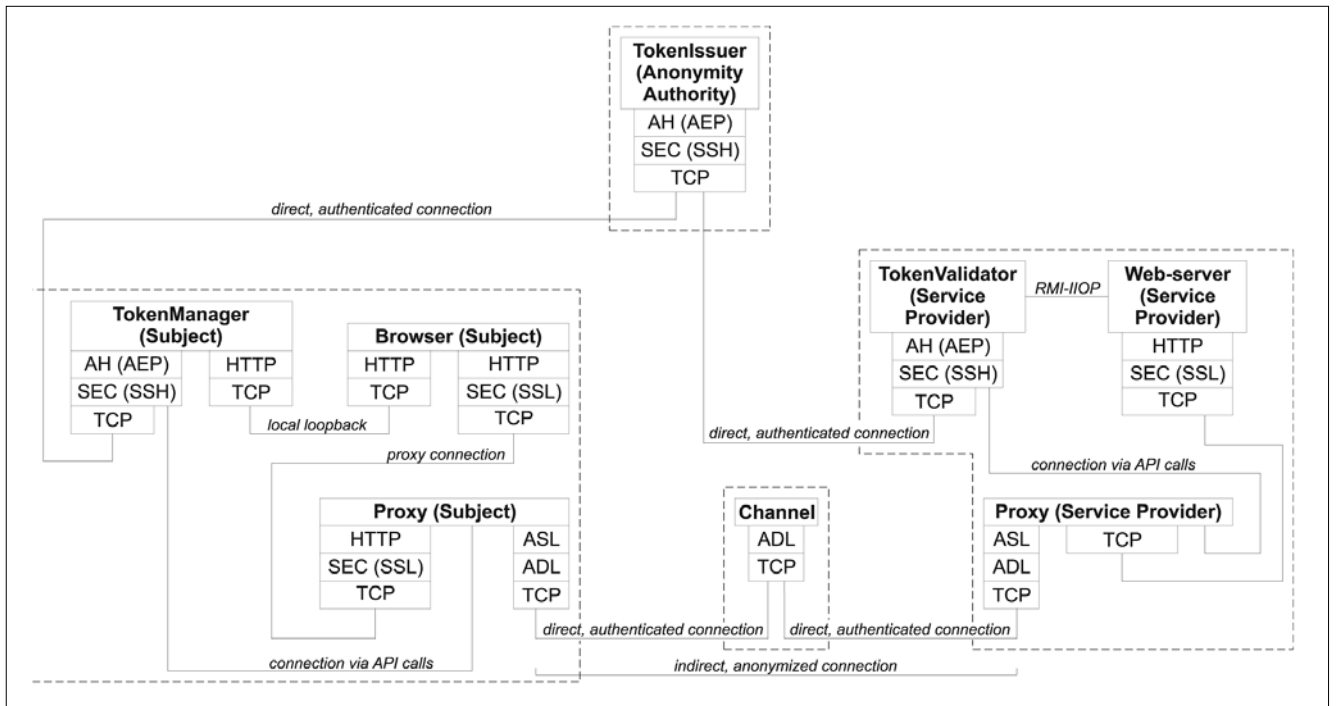 TokenIssuer
(Anonymity
Authority)
AH (AEP)
SEC (SSH)
TCP
direct, authenticated connection
TokenValidator
(Service
Provider)
AH (AEP)
SEC (SSH)
TCP
RMI-IIOP
Web-server
(Service
Provider)
HTTP
SEC (SSL)
TCP
TokenManager
(Subject)
AH (AEP)
SEC (SSH)
TCP
HTTP
TCP
local loopback
Browser (Subject)
HTTP
TCP
HTTP
SEC (SSL)
TCP
proxy connection
direct, authenticated connection
connection via API calls
Proxy (Subject)
HTTP
SEC (SSL)
TCP
ASL
ADL
TCP
Channel
ADL
TCP
Proxy (Service Provider)
ASL
ADL
TCP
TCP
direct, authenticated connection
direct, authenticated connection
connection via API calls
indirect, anonymized connection